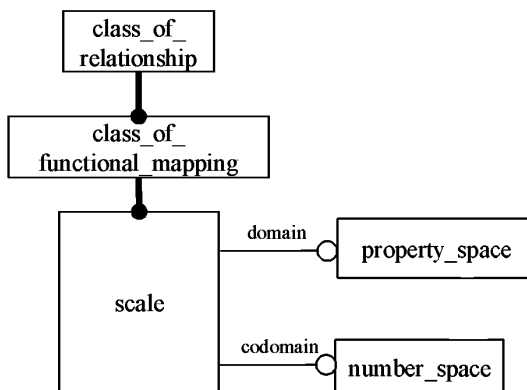 class_of_
relationship
class_of_
functional_mapping
domain
property_space
scale
codomain
number_space